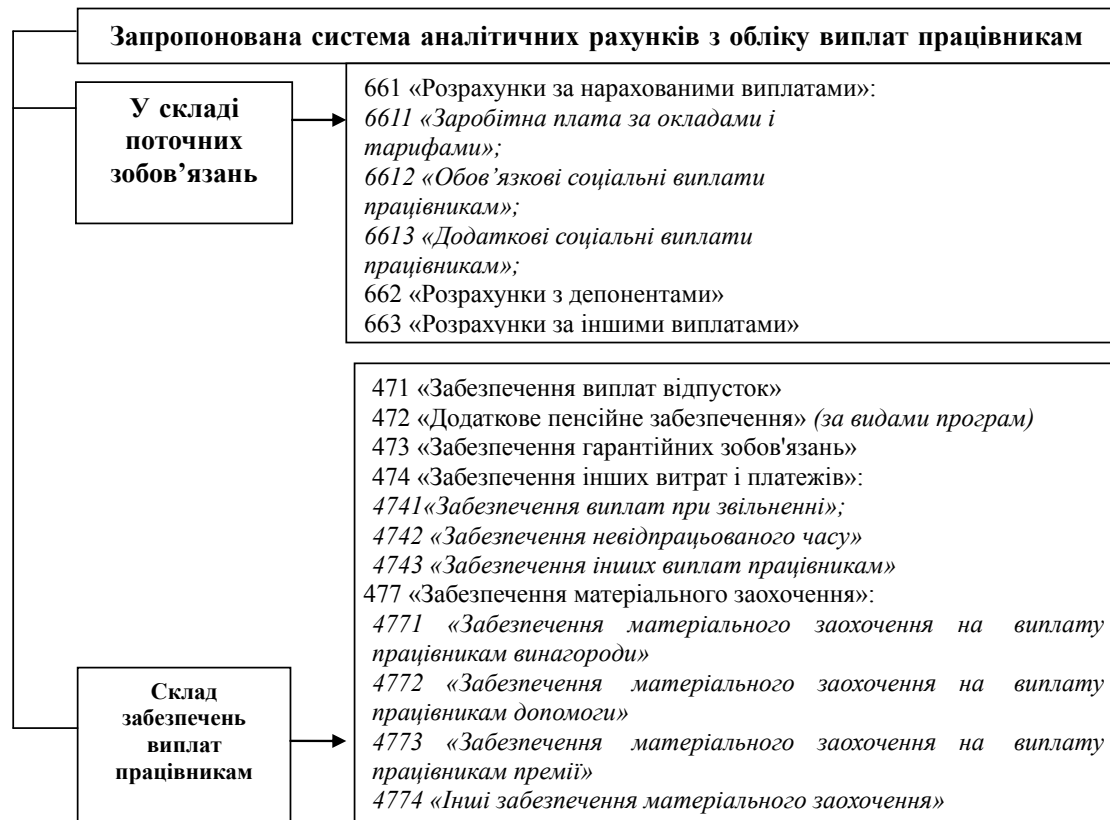 Запропонована система аналітичних рахунків з обліку виплат працівникам
У складі
поточних
зобов’язань
661 «Розрахунки за нарахованими виплатами»:
6611 «Заробітна плата за окладами і
тарифами»;
6612 «Обов’язкові соціальні виплати
працівникам»;
6613 «Додаткові соціальні виплати
працівникам»;
662 «Розрахунки з депонентами»
663 «Розрахунки за іншими виплатами»
Склад
забезпечень
виплат
працівникам
471 «Забезпечення виплат відпусток»
472 «Додаткове пенсійне забезпечення» (за видами програм)
473 «Забезпечення гарантійних зобов'язань»
474 «Забезпечення інших витрат і платежів»:
4741«Забезпечення виплат при звільненні»;
4742 «Забезпечення невідпрацьованого часу»
4743 «Забезпечення інших виплат працівникам»
477 «Забезпечення матеріального заохочення»:
4771 «Забезпечення матеріального заохочення на виплату
працівникам винагороди»
4772 «Забезпечення матеріального заохочення на виплату
працівникам допомоги»
4773 «Забезпечення матеріального заохочення на виплату
працівникам премії»
4774 «Інші забезпечення матеріального заохочення»